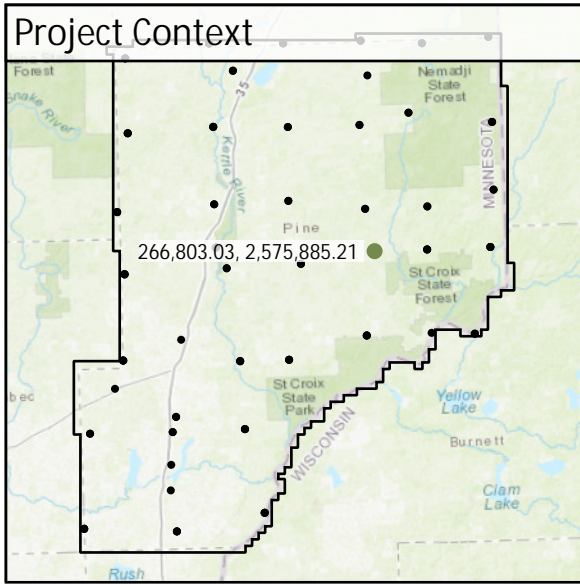 Project Context
Forest
Snake River
35
Nemadji
State
Forest
MINNESOTA
Kettle River
Pine
266,803.03, 2,575,885.21
St Croix
State
Forest
St Croix
State
Park
WISCONSIN
Yellow
Lake
bec
Burnett
Clam
Lake
Rush